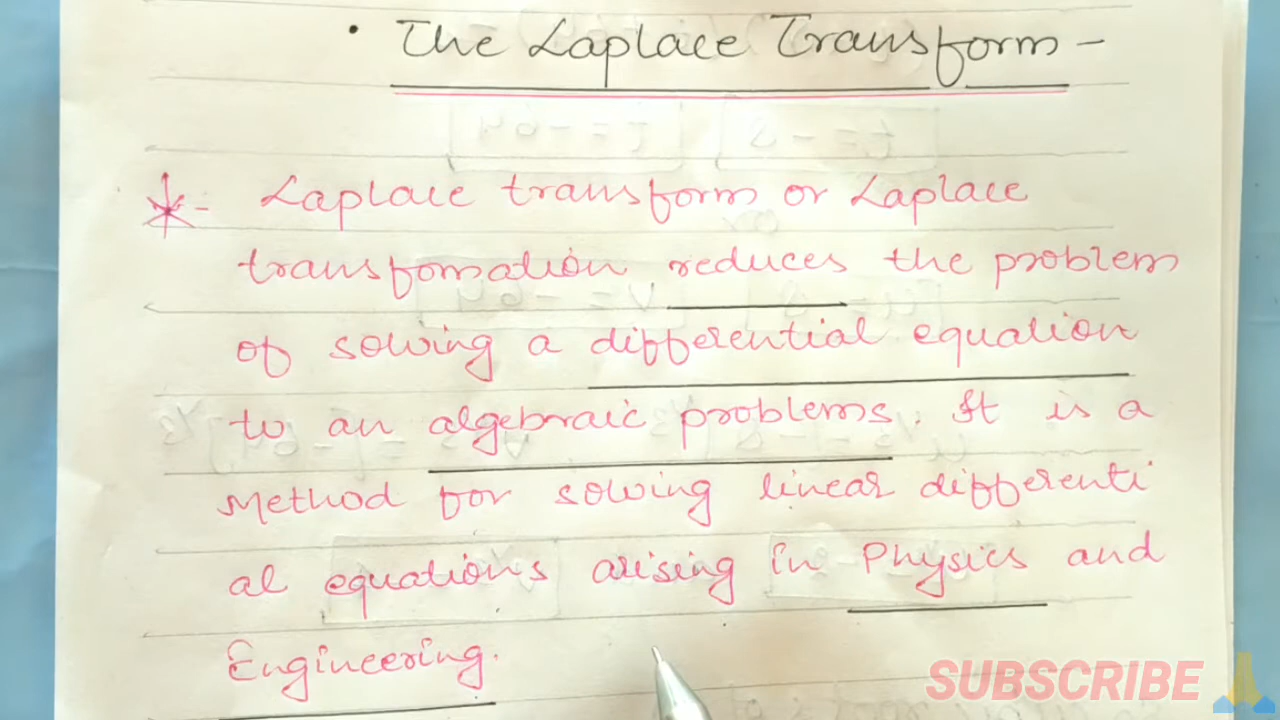 • The Laplace Transform –
*- Laplace transform or Laplace
transfomation reduces the problem
of solving a differential equation
to an algebraic problems. It is a
Method for solving linear differenti
al equations arising in Physics and
Engineering.
SUBSCRIBE